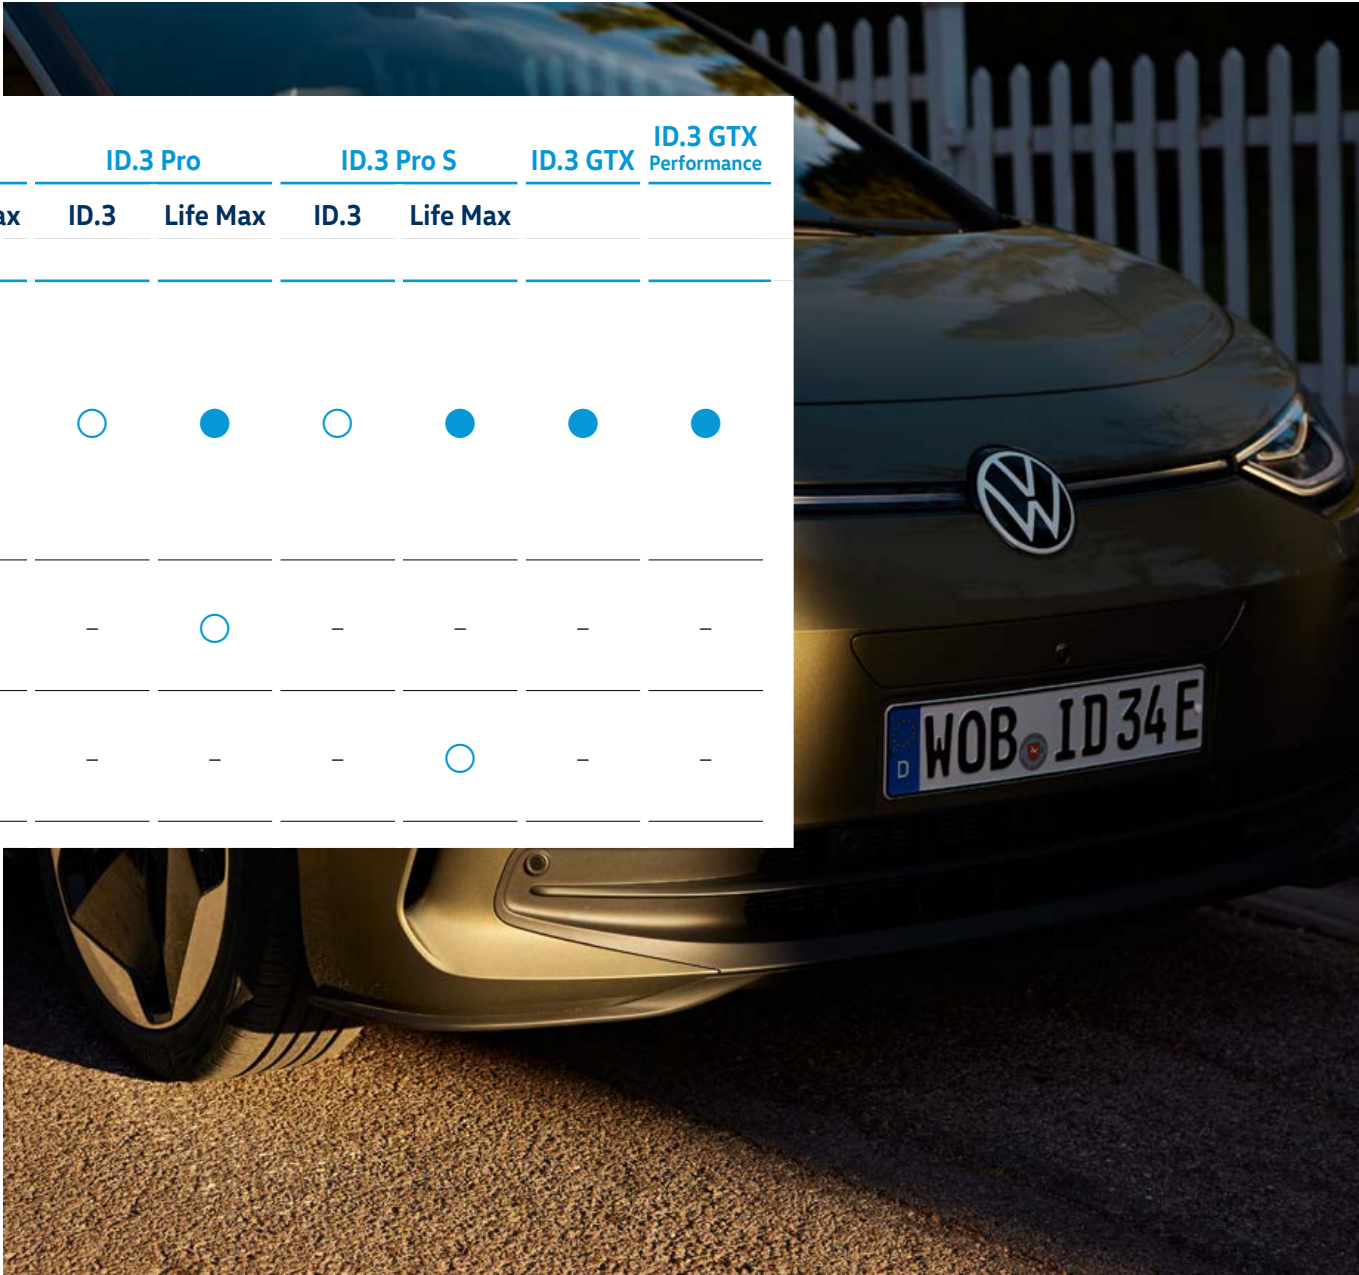 ID.3 Pro ID.3 Pro S ID.3 GTX ID.3 GTX Performance
ax ID.3 Life Max ID.3 Life Max
– – – – –
– – – – –
WOB ID 34E
D